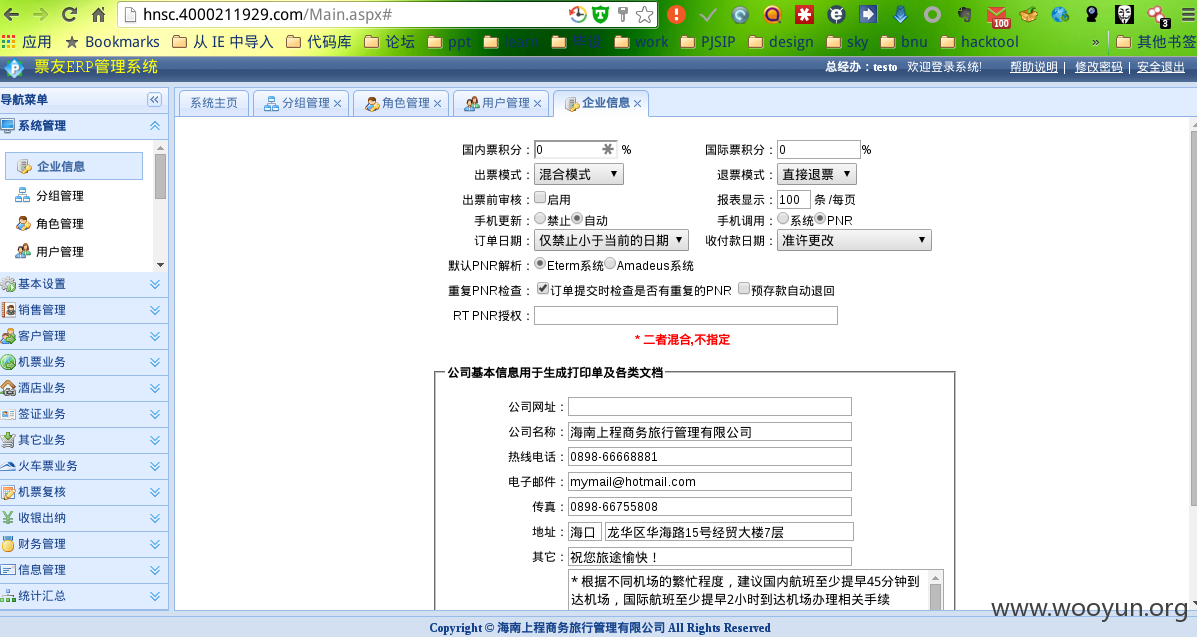 hnsc.4000211929.com/Main.aspx#
100
3
应用 Bookmarks 从 IE 中导入 代码库 论坛 ppt work PJSIP design sky bnu hacktool » 其他书签
票友ERP管理系统
总经办：testo 欢迎登录系统! 帮助说明 | 修改密码 | 安全退出
导航菜单
系统主页 分组管理 角色管理 用户管理 企业信息
系统管理
企业信息
分组管理
角色管理
用户管理
基本设置
销售管理
客户管理
机票业务
酒店业务
签证业务
其它业务
火车票业务
机票复核
收银出纳
财务管理
信息管理
统计汇总
国内票积分：0 % 国际票积分：0 %
出票模式：混合模式 退票模式：直接退票
出票前审核：启用 报表显示：100 条 /每页
手机更新：禁止 自动 手机调用：系统 PNR
订单日期：仅禁止小于当前的日期 收付款日期：准许更改
默认PNR解析：Eterm系统 Amadeus系统
重复PNR检查：订单提交时检查是否有重复的PNR 预存款自动退回
RT PNR授权：
* 二者混合,不指定
公司基本信息用于生成打印单及各类文档
公司网址：
公司名称：海南上程商务旅行管理有限公司
热线电话：0898-66668881
电子邮件：mymail@hotmail.com
传真：0898-66755808
地址：海口 龙华区华海路15号经贸大楼7层
其它：祝您旅途愉快！
* 根据不同机场的繁忙程度，建议国内航班至少提早45分钟到
达机场，国际航班至少提早2小时到达机场办理相关手续
www.wooyun.org
Copyright © 海南上程商务旅行管理有限公司 All Rights Reserved